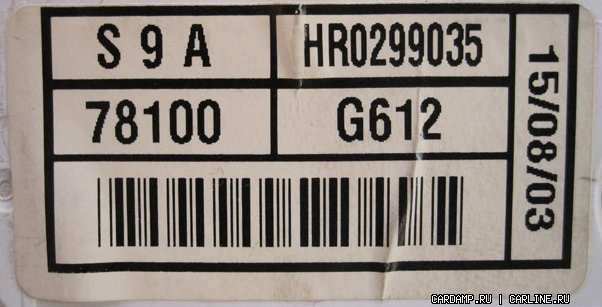 S 9 A
HR0299035
78100
G612
15/08/03
CARDAMP.RU | CARLINE.RU